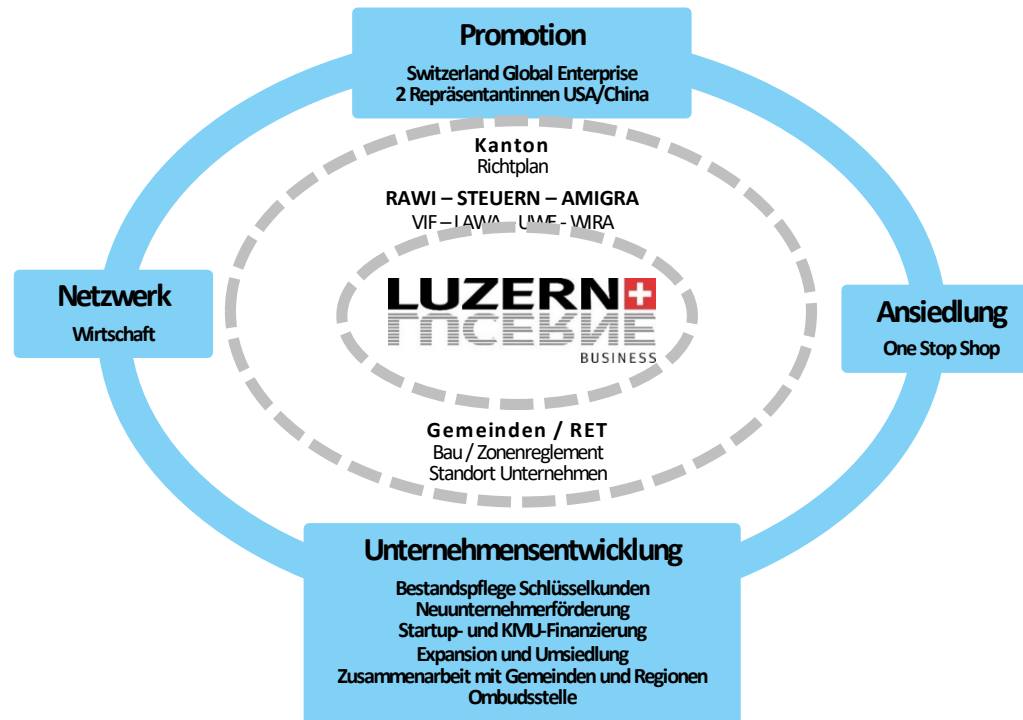 Promotion
Switzerland Global Enterprise
2 Repräsentantinnen USA/China
Kanton
Richtplan
RAWI – STEUERN – AMIGRA
VIF – LAWA - UWE - WIRA
Netzwerk
Wirtschaft
LUZERN
LUCERNE
BUSINESS
Ansiedlung
One Stop Shop
Gemeinden / RET
Bau / Zonenreglement
Standort Unternehmen
Unternehmensentwicklung
Bestandspflege Schlüsselkunden
Neuunternehmerförderung
Startup- und KMU-Finanzierung
Expansion und Umsiedlung
Zusammenarbeit mit Gemeinden und Regionen
Ombudsstelle